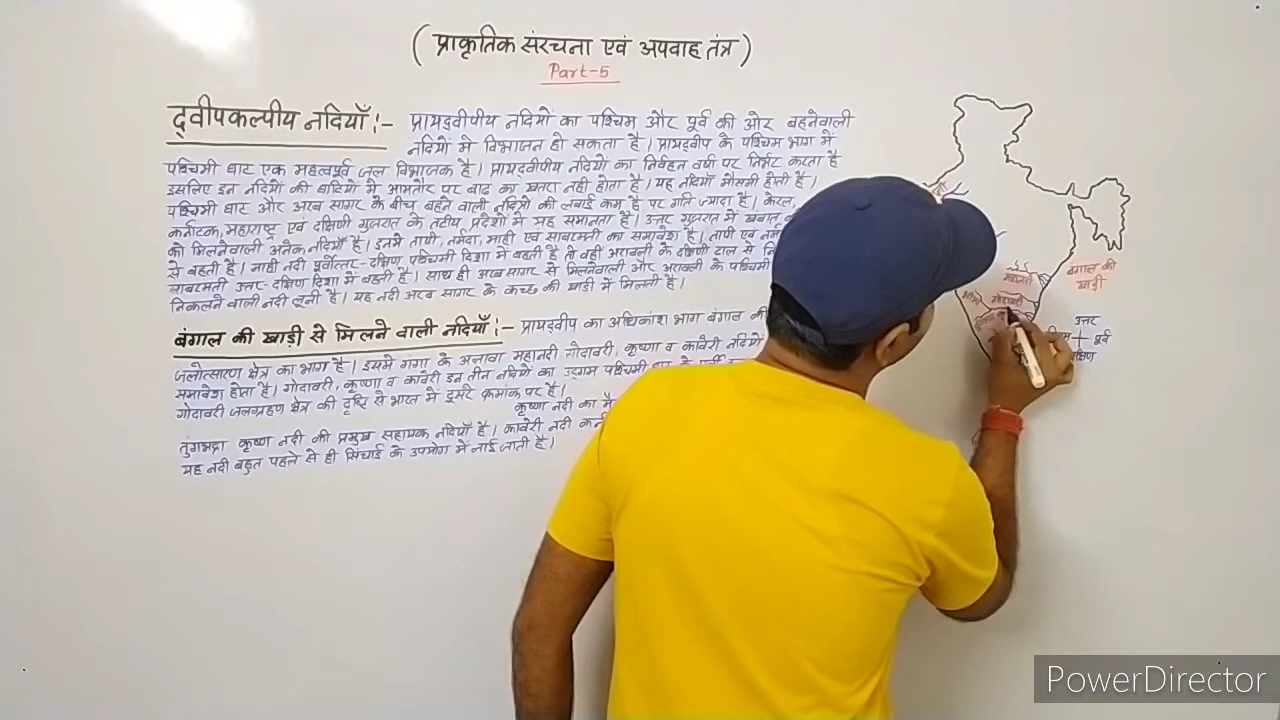 ( प्राकृतिक संरचना एवं अपवाह तंत्र )
Part-5
द्वीपकल्पीय नदियाँ :- प्रायद्वीपीय नदियों का पश्चिम और पूर्व की ओर बहनेवाली
नदियों मे विभाजन हो सकता है। प्रायद्वीप के पश्चिम भाग में
पश्चिमी घाट एक महत्वपूर्व जल विभाजक है। प्रायद्वीपीय नदियों का निर्वहन वर्षा पर निर्भर करता है
इसलिए इन नदियों की घाटियों में आमतौर पर बाढ का खतरा नही होता है। यह नदियाँ मौसमी होती है।
पश्चिमी घाट और अरब सागर के बीच बहने वाली नदियों की लंबाई कम है पर गति ज्यादा है। केरल,
कर्नाटक, महाराष्ट्र एवं दक्षिणी गुजरात के तटीय प्रदेशो में यह समानता है। उत्तर गुजरात में खंबात
को मिलनेवाली अनेक नदियाँ है। इनमें तापी, नर्मदा, माही एवं साबरमती का समावेश है। तापी एवं
से बहती है। माही नदी पूर्वोत्तर-दक्षिण पश्चिमी दिशा में बहती है तो वही अरावली के दक्षिणी ढाल से
साबरमती उत्तर-दक्षिण दिशा में बहती है। साथ ही अरब सागर से मिलनेवाली और अरावली के पश्चिमी
निकलने वाली नदी लूनी है। यह नदी अरब सागर के कच्छ की खाडी में मिलती है।
बंगाल की खाड़ी से मिलने वाली नदियाँ :- प्रायद्वीप का अधिकांश भाग बंगाल की
जलोत्सारण क्षेत्र का भाग है। इसमे गंगा के अलावा महानदी, गोदावरी, कृष्णा व कावेरी नदियों
समावेश होता है। गोदावरी, कृष्णा व कावेरी इन तीन नदियों का उद्गम पश्चिमी घाट के
गोदावरी जलग्रहण क्षेत्र की दृष्टि से भारत में दूसरे क्रमांक पर है।
कृष्णा नदी का
तुंगभद्रा कृष्णा नदी की प्रमुख सहायक नदियाँ है। कावेरी नदी
यह नदी बहुत पहले से ही सिंचाई के उपयोग में लाई जाती है।
महानदी
गोदावरी
भीमा
बंगाल की
खाड़ी
उत्तर
पूर्व
PowerDirector